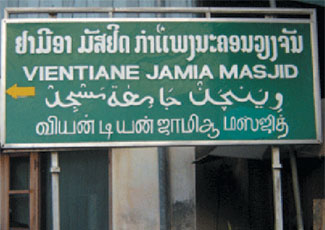 ຢາມີອາ ມັສຢິດ ກຳແພງນະຄອນວຽງຈັນ
VIENTIANE JAMIA MASJID
وينچن جامعة مسجد
வியன் டியன் ஜாமிஆ மஸ்ஜித்